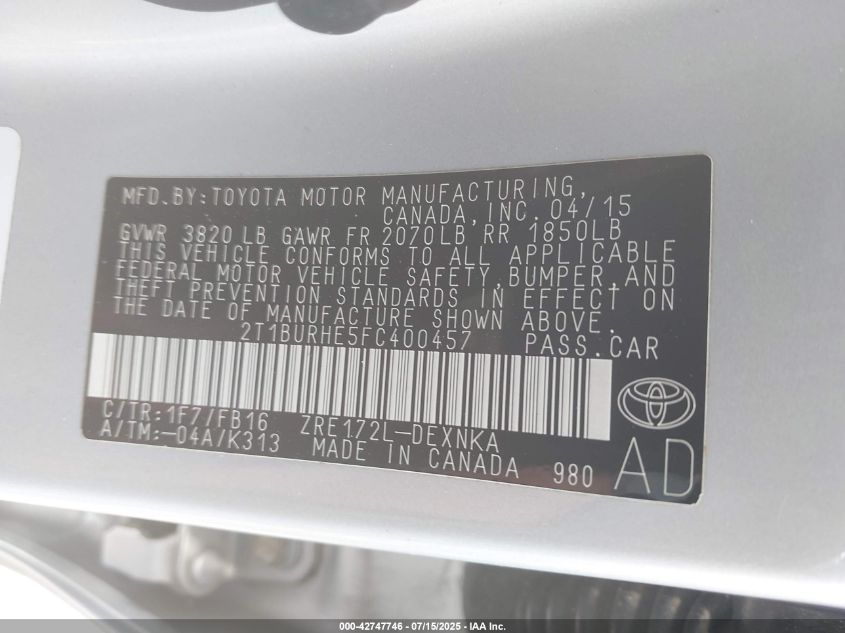 MFD.BY:TOYOTA MOTOR MANUFACTURING,
CANADA,INC. 04/15
GVWR 3820 LB GAWR FR 2070LB RR 1850LB
THIS VEHICLE CONFORMS TO ALL APPLICABLE
FEDERAL MOTOR VEHICLE SAFETY,BUMPER,AND
THEFT PREVENTION STANDARDS IN EFFECT ON
THE DATE OF MANUFACTURE SHOWN ABOVE.
2T1BURHE5FC400457 PASS.CAR
C/TR:1F7/FB16 ZRE172L-DEXNKA
A/TM:-04A/K313 MADE IN CANADA 980 AD
000-42747746 - 07/15/2025 - IAA Inc.